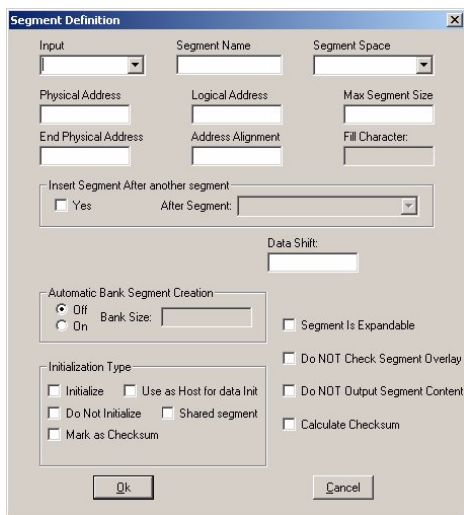 Segment Definition
Input Segment Name Segment Space
Physical Address Logical Address Max Segment Size
End Physical Address Address Alignment Fill Character:
Insert Segment After another segment
Yes After Segment:
Data Shift:
Automatic Bank Segment Creation
Off
On Bank Size:
Segment Is Expandable
Do NOT Check Segment Overlay
Do NOT Output Segment Content
Calculate Checksum
Initialization Type
Initialize Use as Host for data Init
Do Not Initialize Shared segment
Mark as Checksum
Ok Cancel